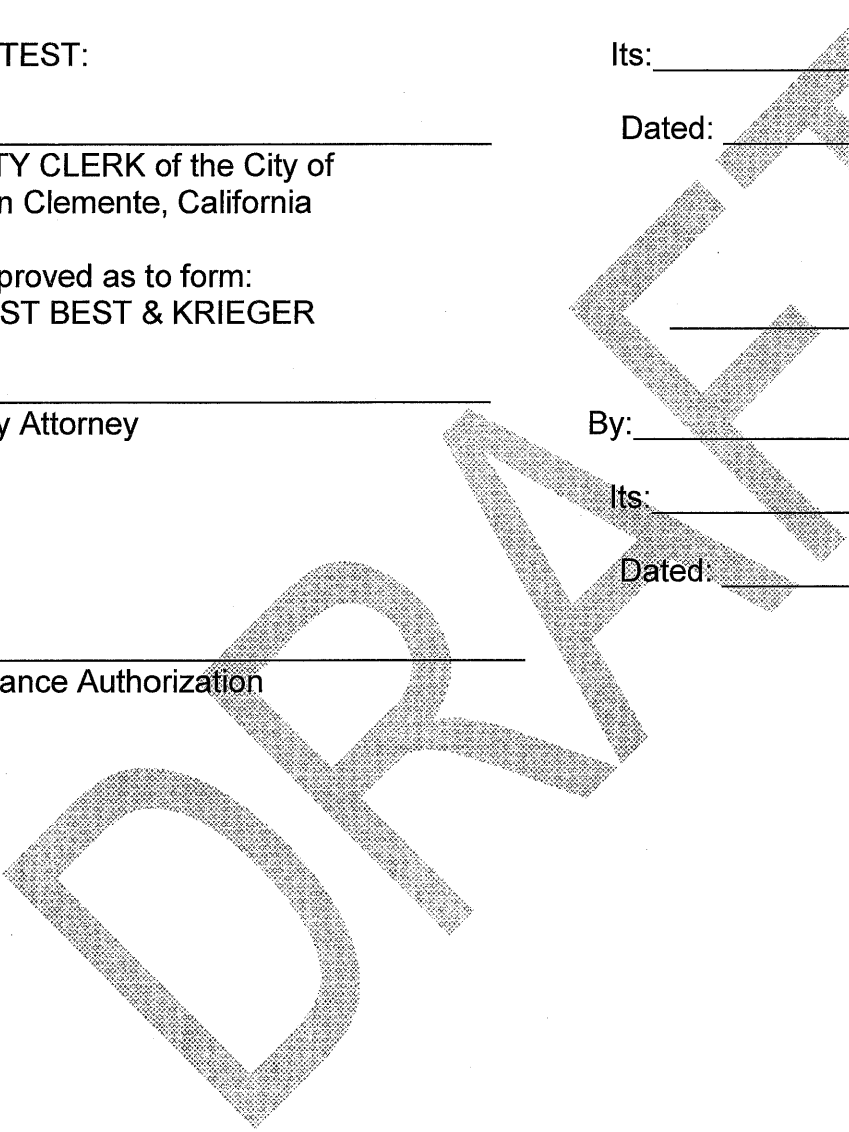 TEST:
TY CLERK of the City of
n Clemente, California
proved as to form:
ST BEST & KRIEGER
y Attorney
ance Authorization
Its:
Dated:
By:
Its:
Dated:
DRAFT